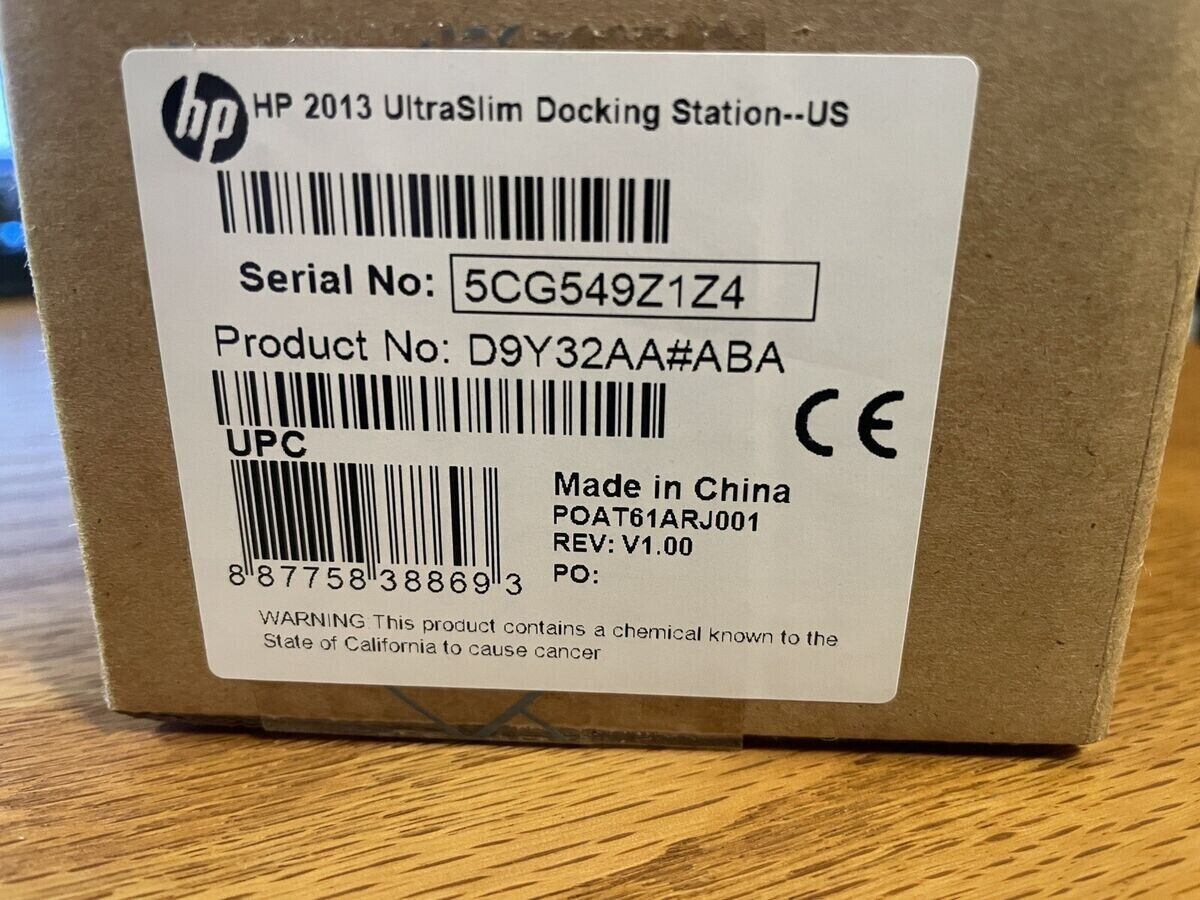 hp HP 2013 UltraSlim Docking Station--US
Serial No: 5CG549Z1Z4
Product No: D9Y32AA#ABA
UPC
8 87758 38869 3
Made in China
POAT61ARJ001
REV: V1.00
PO:
WARNING:This product contains a chemical known to the
State of California to cause cancer
CE